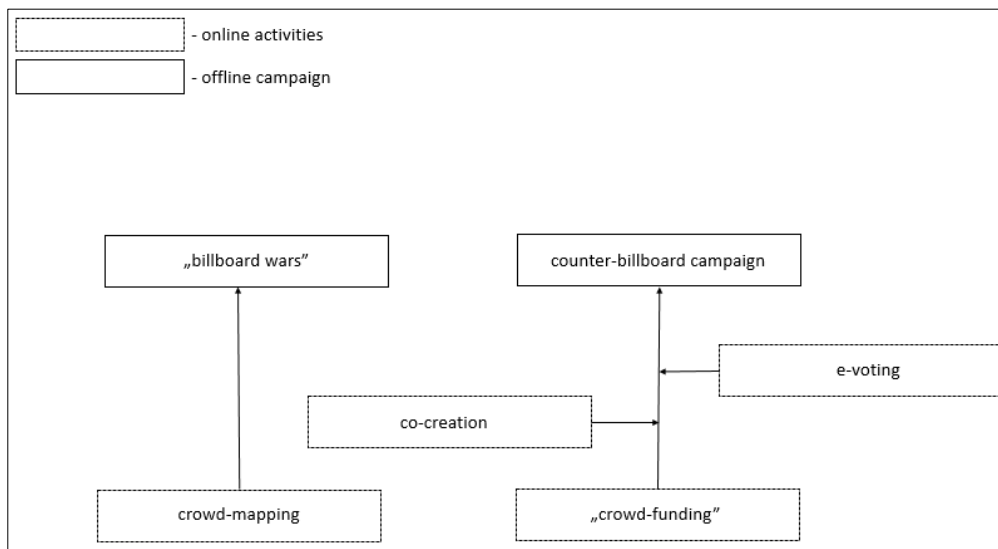 - online activities
- offline campaign
„billboard wars”
counter-billboard campaign
e-voting
co-creation
crowd-mapping
„crowd-funding”